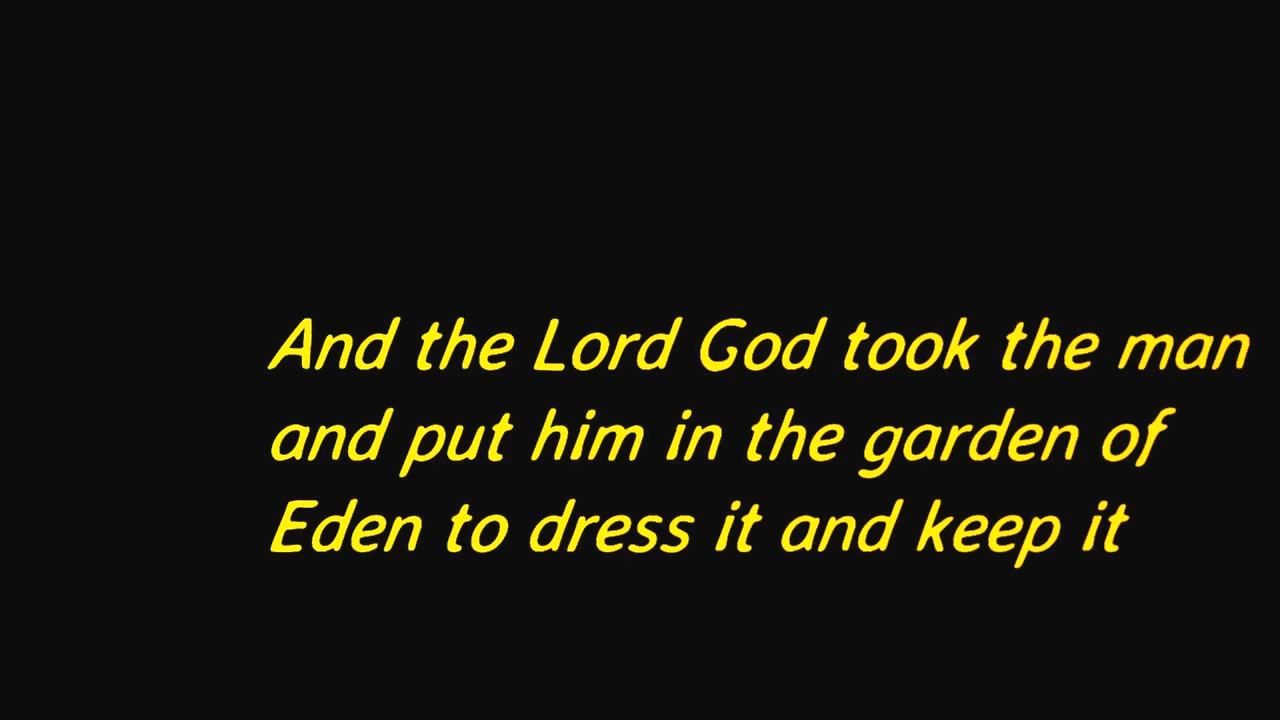 And the Lord God took the man
and put him in the garden of
Eden to dress it and keep it